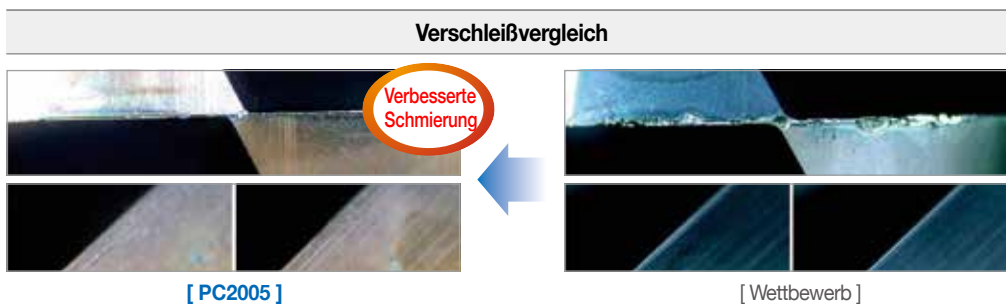 Verschleißvergleich
Verbesserte
Schmierung
[ PC2005 ]
[ Wettbewerb ]